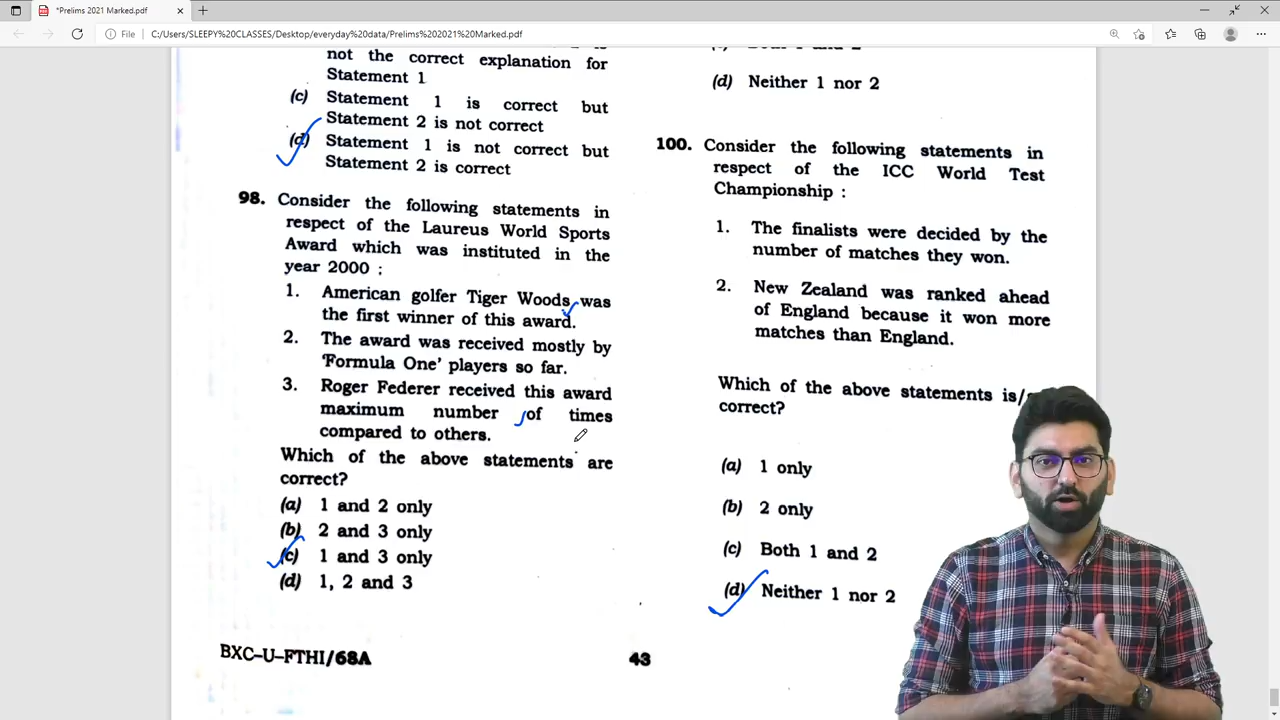 *Prelims 2021 Marked.pdf
File
C:/Users/SLEEPY%20CLASSES/Desktop/everyday%20data/Prelims%202021%20Marked.pdf
not the correct explanation for
Statement 1
(c) Statement 1 is correct but
Statement 2 is not correct
(d) Statement 1 is not correct but
Statement 2 is correct
98. Consider the following statements in
respect of the Laureus World Sports
Award which was instituted in the
year 2000 :
1. American golfer Tiger Woods was
the first winner of this award.
2. The award was received mostly by
'Formula One' players so far.
3. Roger Federer received this award
maximum number of times
compared to others.
Which of the above statements are
correct?
(a) 1 and 2 only
(b) 2 and 3 only
(c) 1 and 3 only
(d) 1, 2 and 3
BXC-U-FTHI/68A
43
(d) Neither 1 nor 2
100. Consider the following statements in
respect of the ICC World Test
Championship :
1. The finalists were decided by the
number of matches they won.
2. New Zealand was ranked ahead
of England because it won more
matches than England.
Which of the above statements is/
correct?
(a) 1 only
(b) 2 only
(c) Both 1 and 2
(d) Neither 1 nor 2